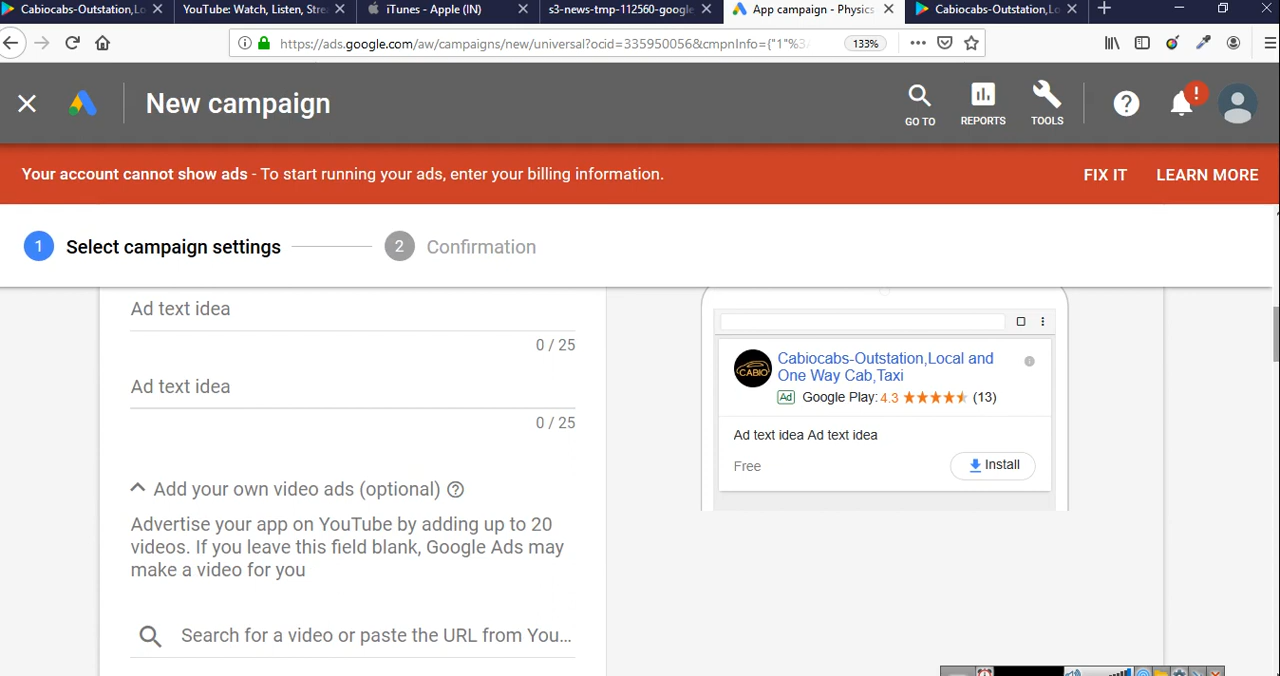 Cabiocabs-Outstation,Lo
YouTube: Watch, Listen, Stre
iTunes - Apple (IN)
s3-news-tmp-112560-google
App campaign - Physics
Cabiocabs-Outstation,Lo
https://ads.google.com/aw/campaigns/new/universal?ocid=335950056&cmpnInfo={"1"%3
133%
New campaign
GO TO
REPORTS
TOOLS
Your account cannot show ads - To start running your ads, enter your billing information.
FIX IT
LEARN MORE
1 Select campaign settings
2 Confirmation
Ad text idea
0 / 25
Ad text idea
0 / 25
Add your own video ads (optional)
Advertise your app on YouTube by adding up to 20
videos. If you leave this field blank, Google Ads may
make a video for you
Search for a video or paste the URL from You...
CABIO
Cabiocabs-Outstation,Local and
One Way Cab,Taxi
Ad Google Play: 4.3 (13)
Ad text idea Ad text idea
Free
Install